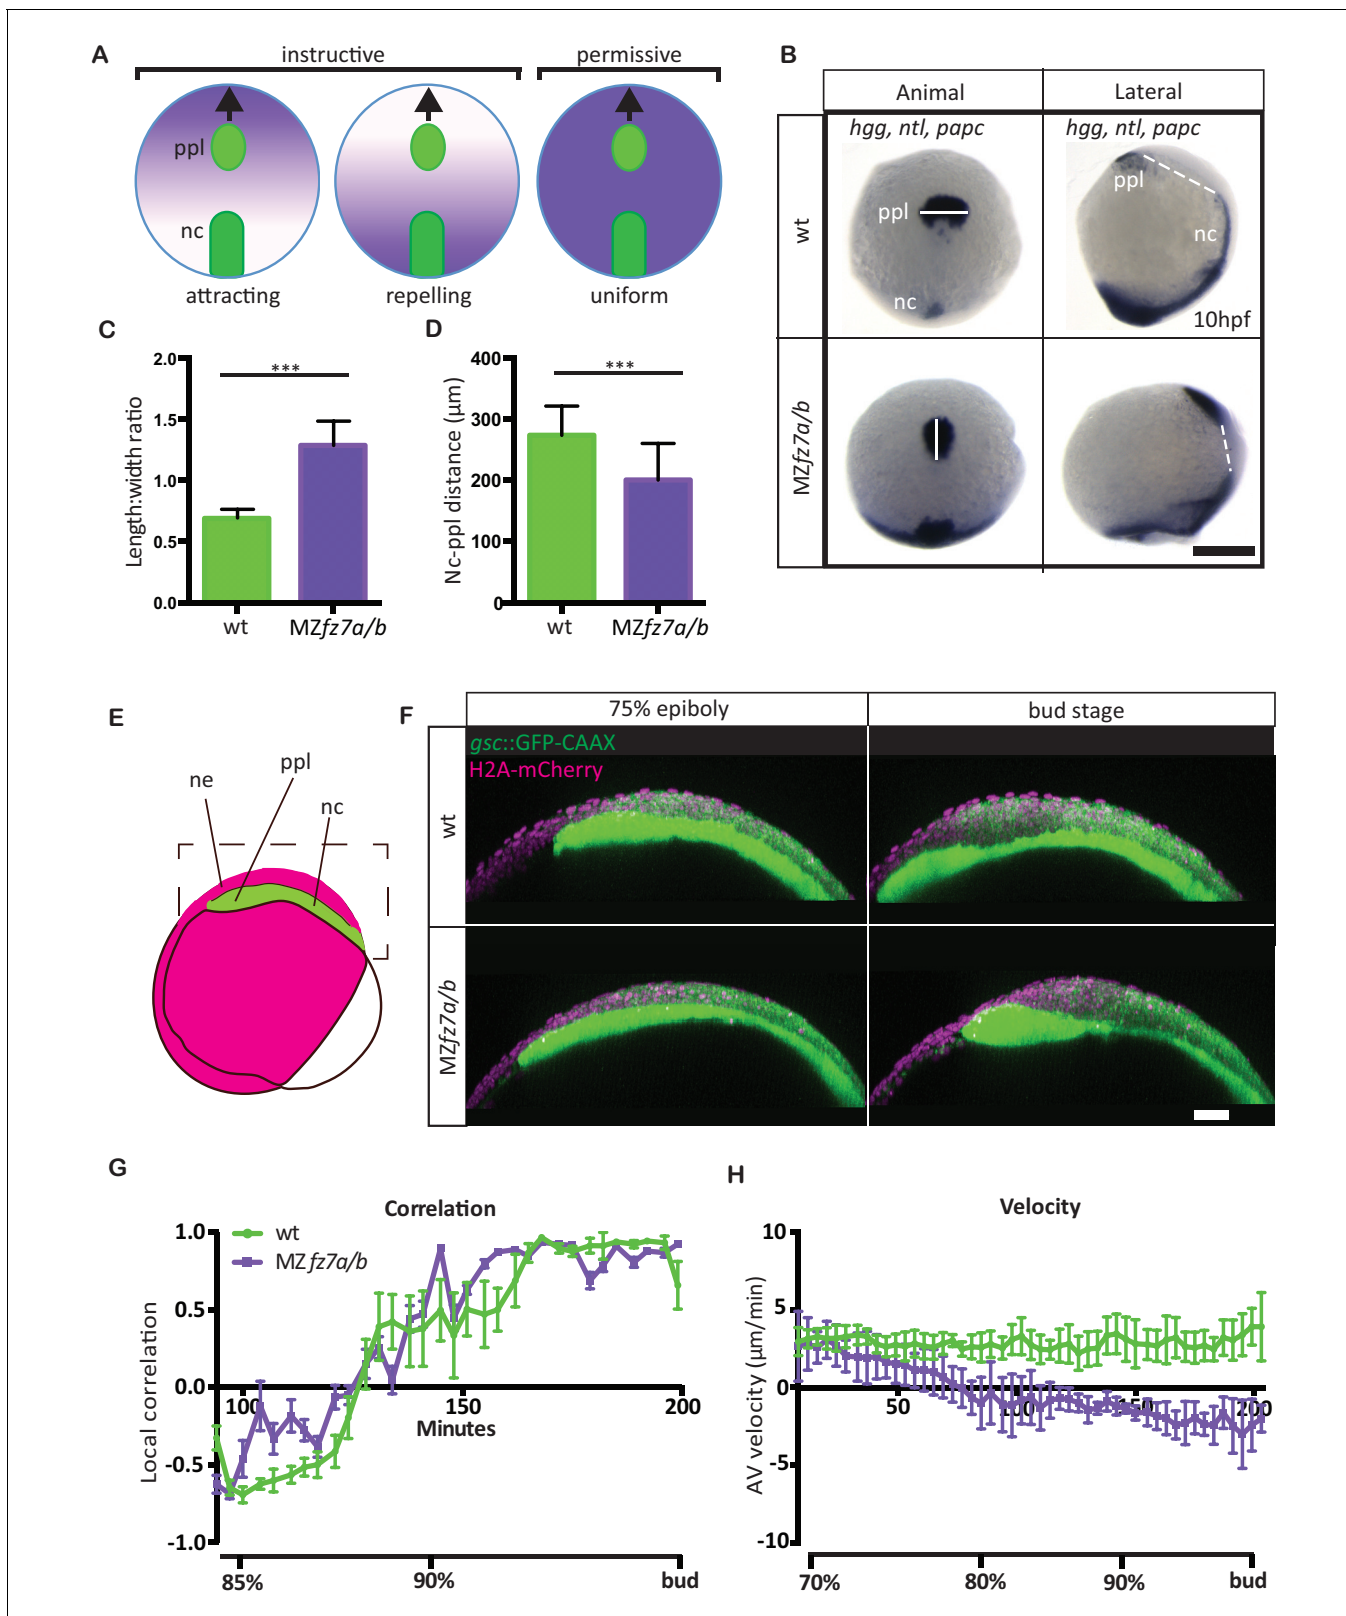 A
instructive
permissive
ppl
nc
attracting
repelling
uniform
B
Animal
Lateral
wt
hgg, ntl, papc
hgg, ntl, papc
ppl
nc
ppl
nc
10hpf
MZfz7a/b
C
Length:width ratio
2.0
1.5
1.0
0.5
0.0
***
wt
MZfz7a/b
D
Nc-ppl distance (µm)
400
300
200
100
0
***
wt
MZfz7a/b
E
ne
ppl
nc
F
75% epiboly
bud stage
wt
gsc::GFP-CAAX
H2A-mCherry
MZfz7a/b
G
Correlation
wt
MZfz7a/b
Local correlation
1.0
0.5
0.0
-0.5
-1.0
100
150
200
Minutes
85%
90%
bud
H
Velocity
AV velocity (µm/min)
10
5
0
-5
-10
50
100
150
200
70%
80%
90%
bud